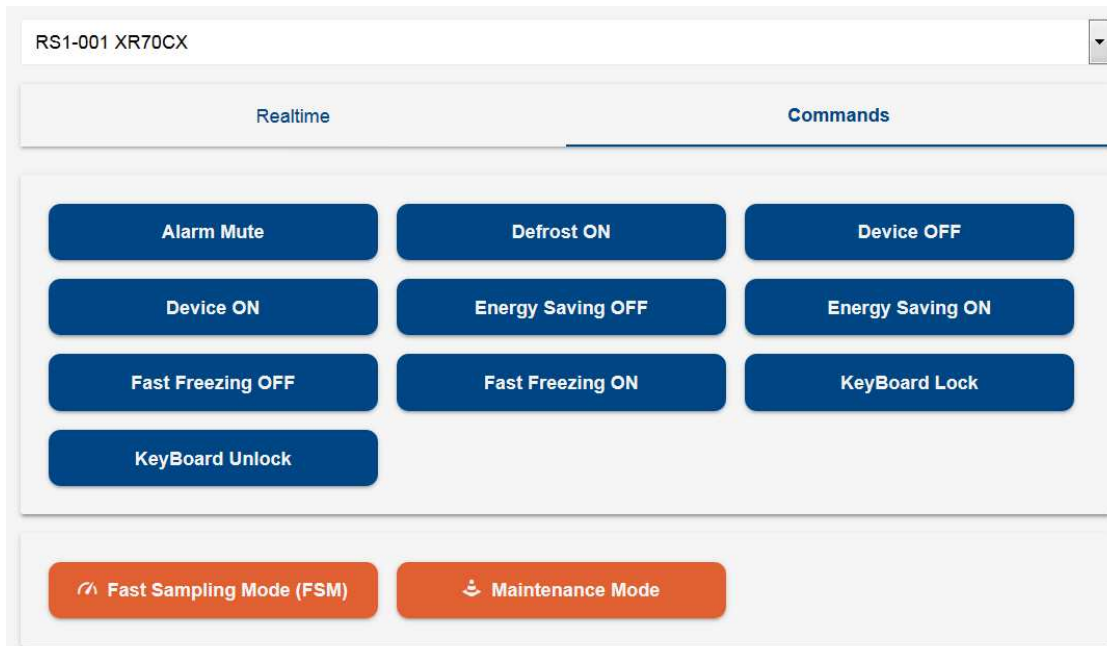 RS1-001 XR70CX
Realtime Commands
Alarm Mute Defrost ON Device OFF
Device ON Energy Saving OFF Energy Saving ON
Fast Freezing OFF Fast Freezing ON KeyBoard Lock
KeyBoard Unlock
Fast Sampling Mode (FSM) Maintenance Mode